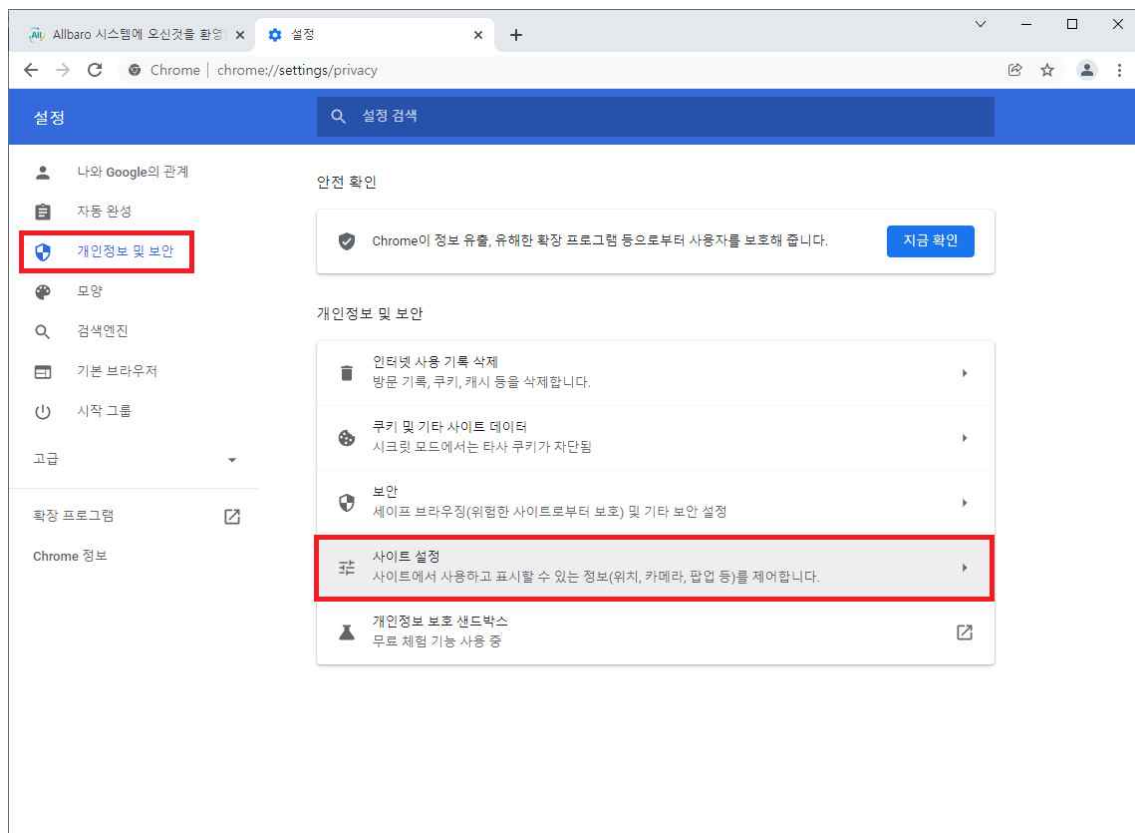 Allbaro 시스템에 오신것을 환영
설정
Chrome | chrome://settings/privacy
설정
설정 검색
나와 Google의 관계
자동 완성
개인정보 및 보안
모양
검색엔진
기본 브라우저
시작 그룹
고급
확장 프로그램
Chrome 정보
안전 확인
Chrome이 정보 유출, 유해한 확장 프로그램 등으로부터 사용자를 보호해 줍니다.
지금 확인
개인정보 및 보안
인터넷 사용 기록 삭제
방문 기록, 쿠키, 캐시 등을 삭제합니다.
쿠키 및 기타 사이트 데이터
시크릿 모드에서는 타사 쿠키가 차단됨
보안
세이프 브라우징(위험한 사이트로부터 보호) 및 기타 보안 설정
사이트 설정
사이트에서 사용하고 표시할 수 있는 정보(위치, 카메라, 팝업 등)를 제어합니다.
개인정보 보호 샌드박스
무료 체험 기능 사용 중